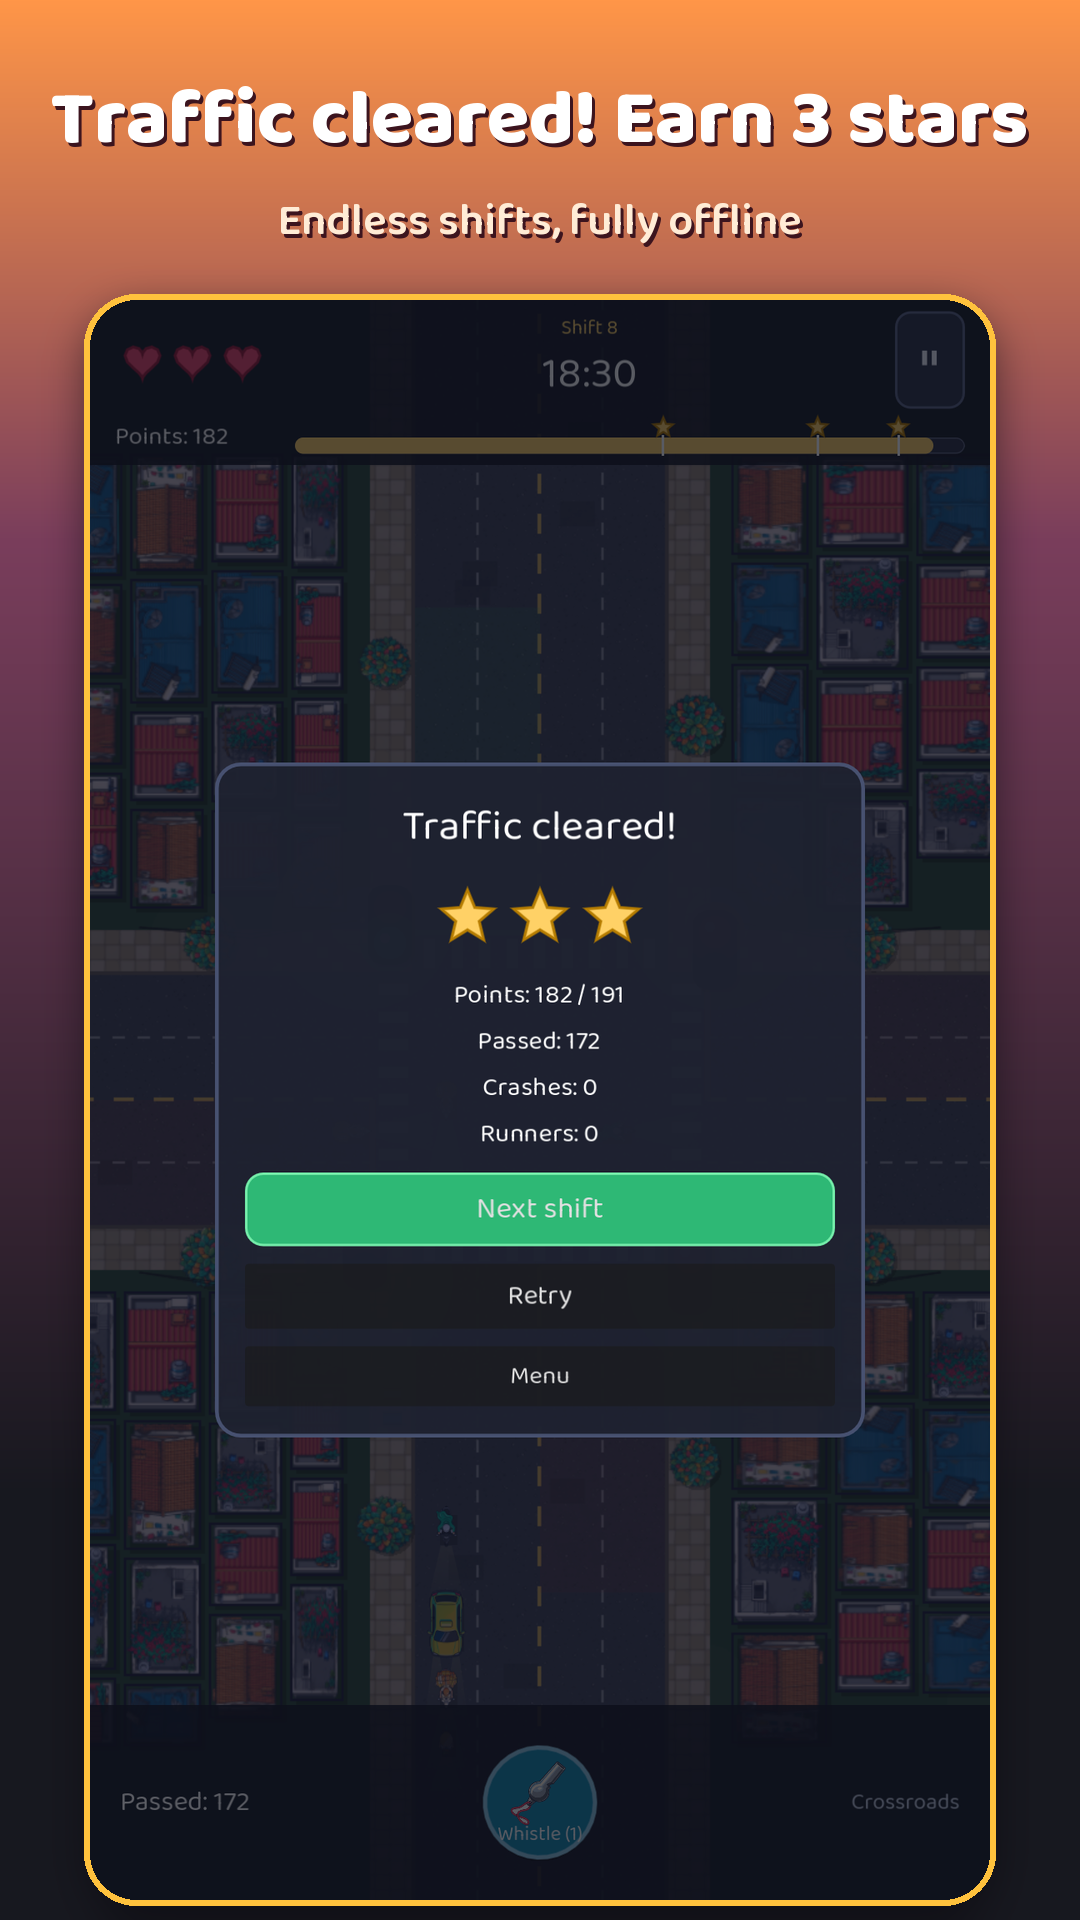 Traffic cleared! Earn 3 stars
Endless shifts, fully offline
Shift 8
18:30
Points: 182
Traffic cleared!
Points: 182 / 191
Passed: 172
Crashes: 0
Runners: 0
Next shift
Retry
Menu
Passed: 172
Whistle (1)
Crossroads